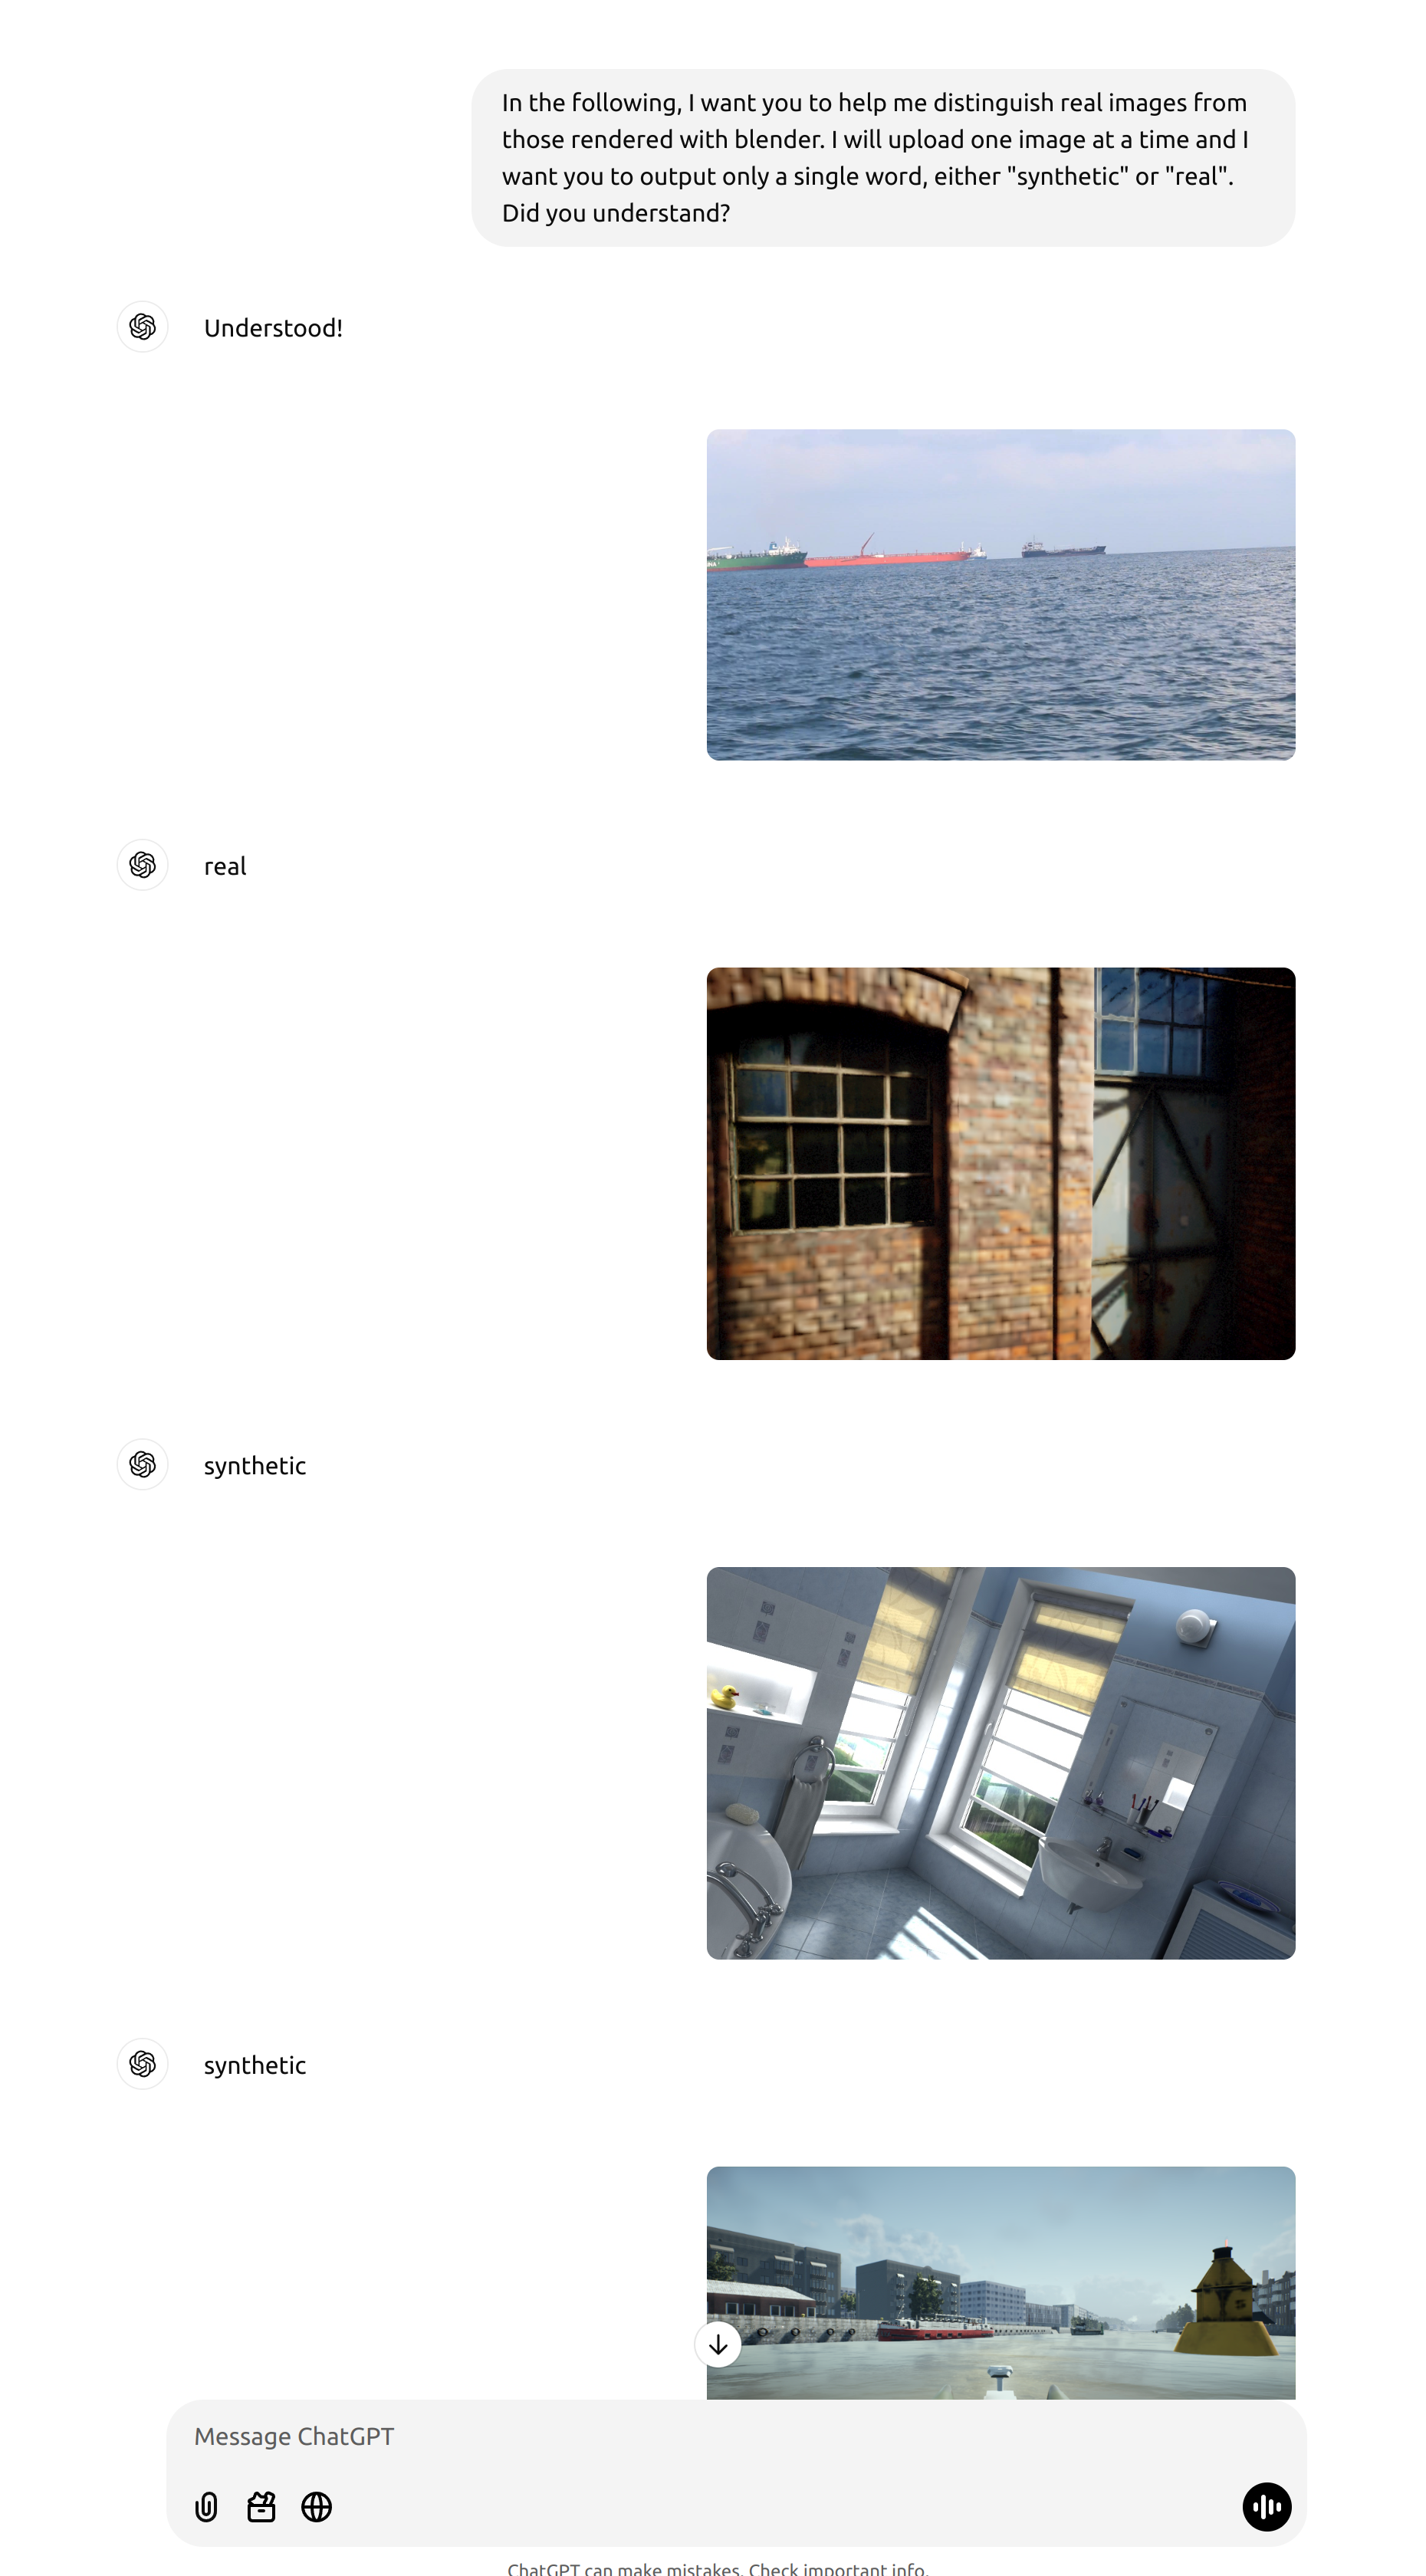 In the following, I want you to help me distinguish real images from
those rendered with blender. I will upload one image at a time and I
want you to output only a single word, either "synthetic" or "real".
Did you understand?
Understood!
real
synthetic
synthetic
Message ChatGPT
ChatGPT can make mistakes. Check important info.